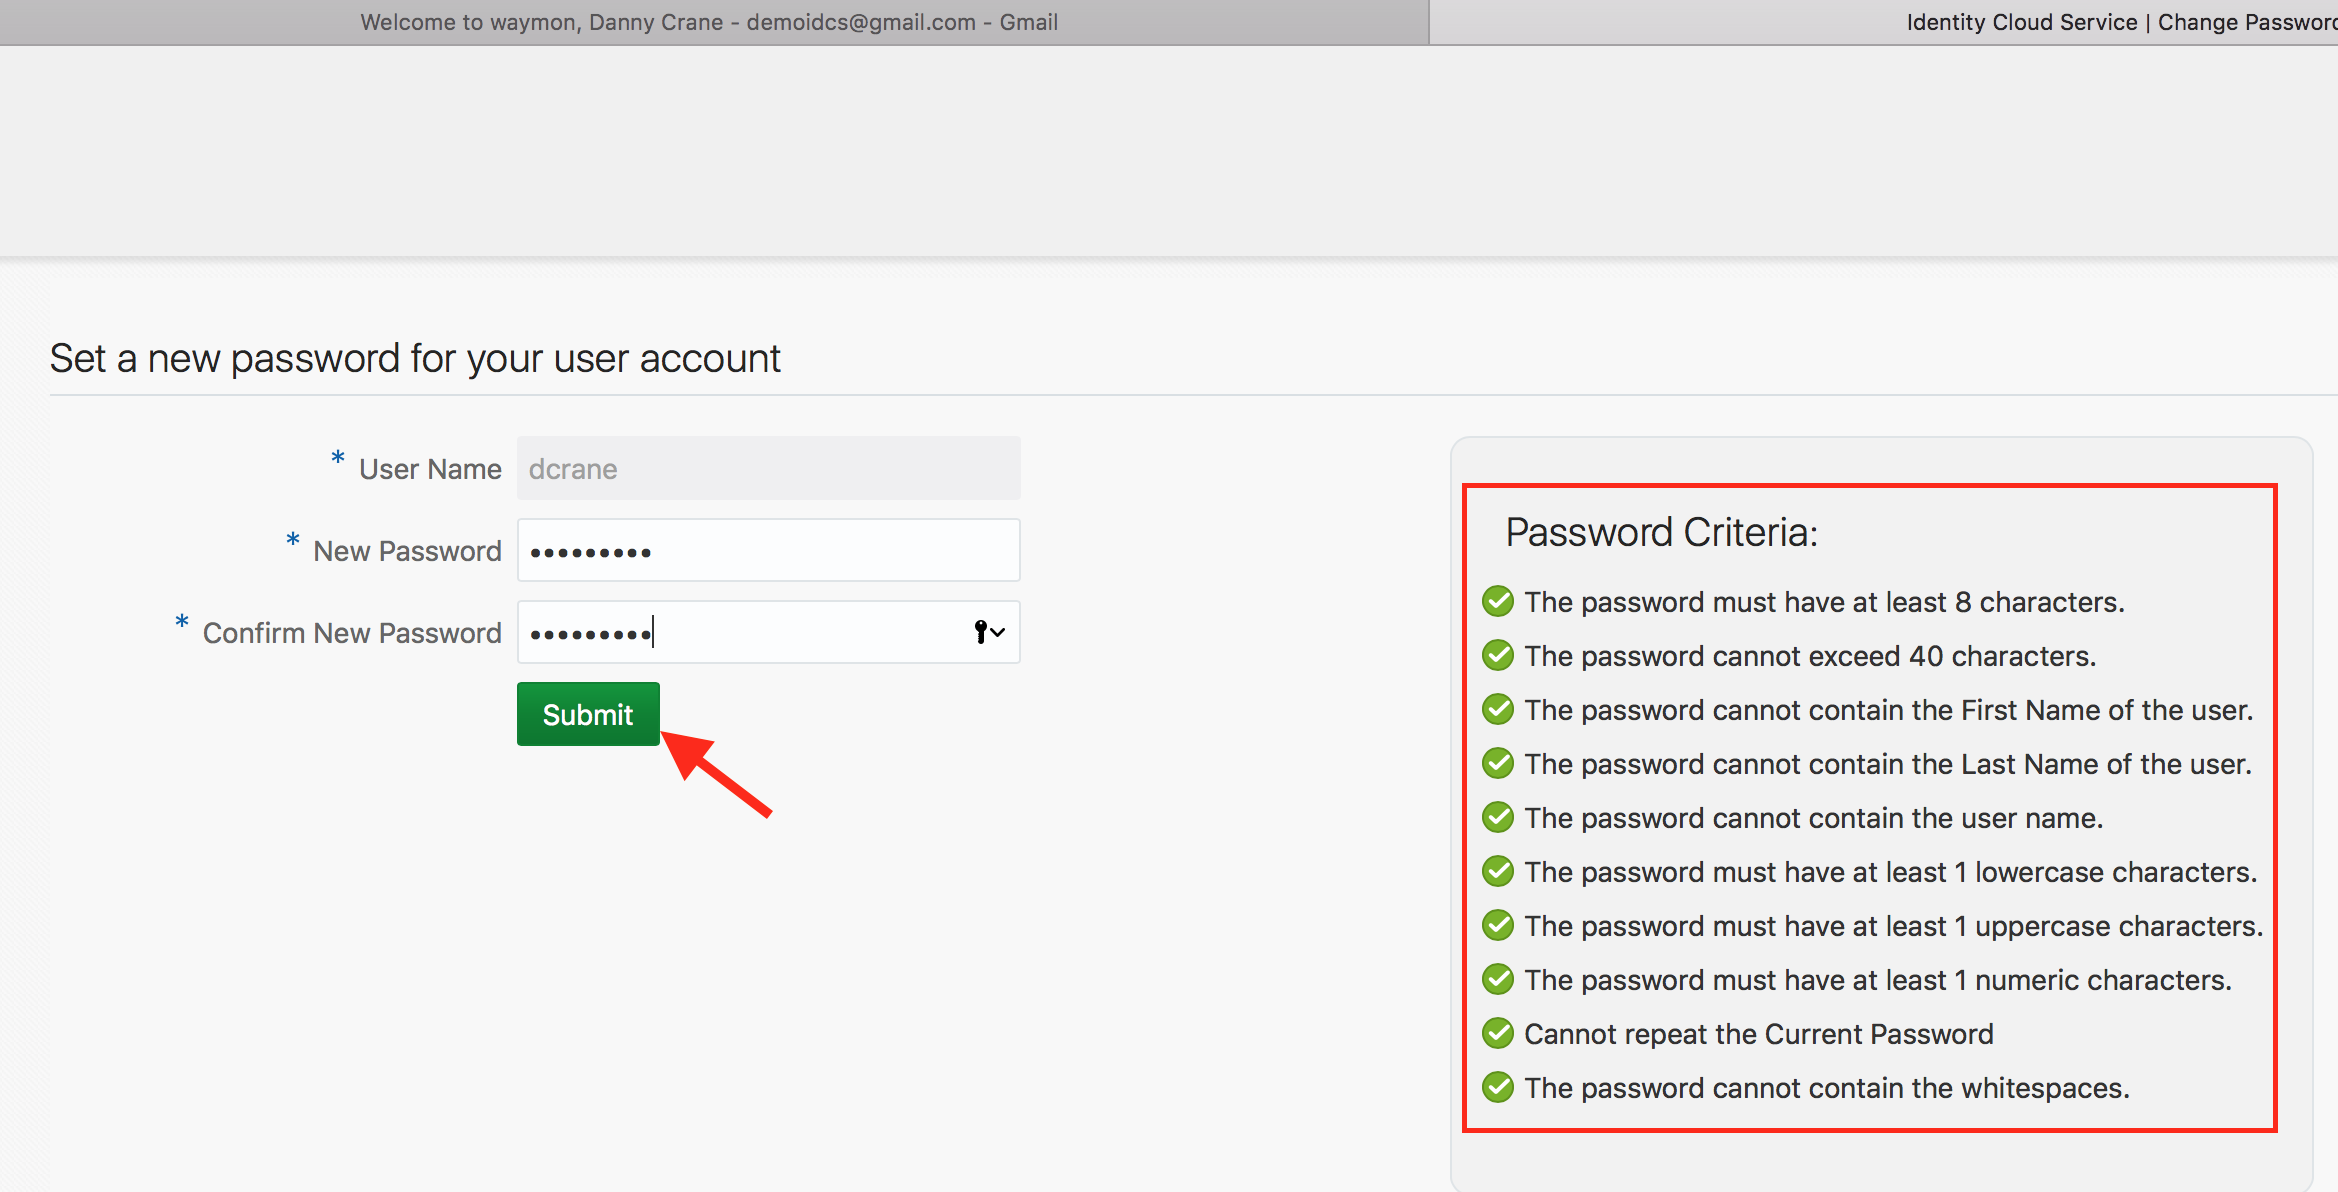 Welcome to waymon, Danny Crane - demoidcs@gmail.com - Gmail
Identity Cloud Service | Change Password
Set a new password for your user account
* User Name dcrane
* New Password •••••••••
* Confirm New Password •••••••••
Submit
Password Criteria:
The password must have at least 8 characters.
The password cannot exceed 40 characters.
The password cannot contain the First Name of the user.
The password cannot contain the Last Name of the user.
The password cannot contain the user name.
The password must have at least 1 lowercase characters.
The password must have at least 1 uppercase characters.
The password must have at least 1 numeric characters.
Cannot repeat the Current Password
The password cannot contain the whitespaces.